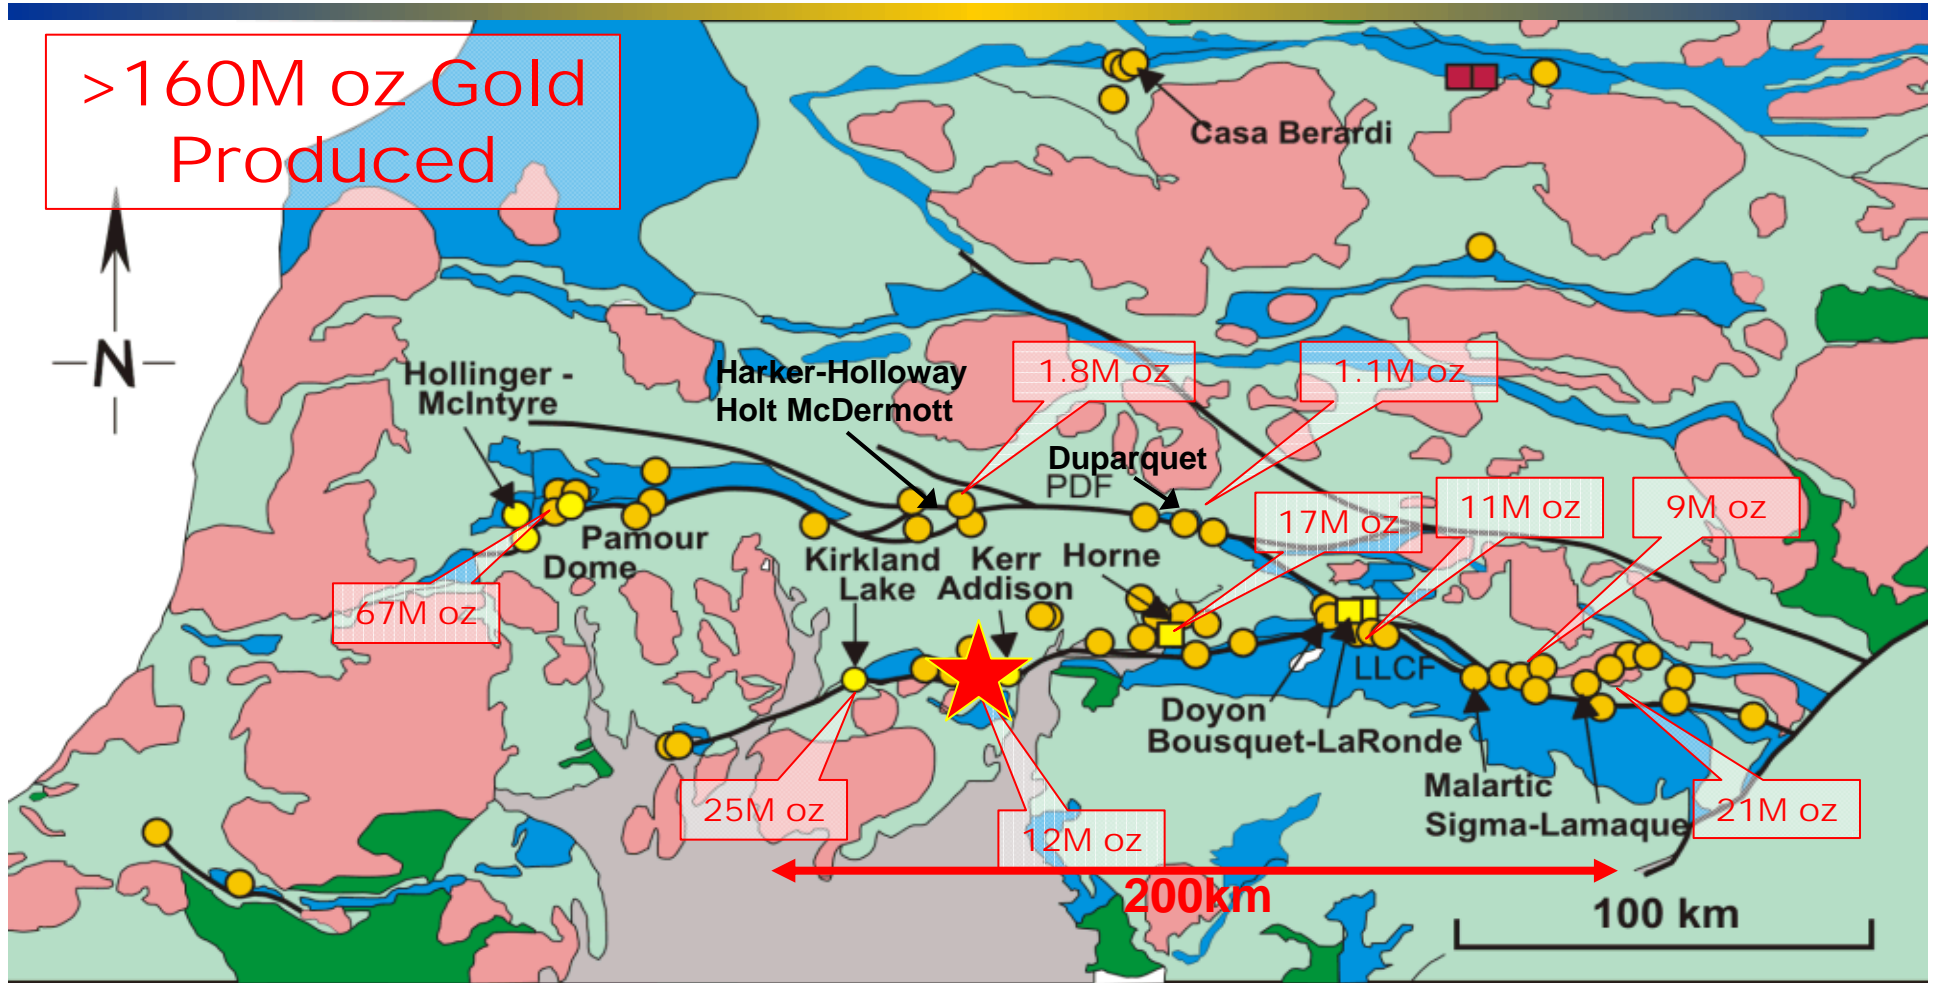 >160M oz Gold
Produced
Casa Berardi
N
Hollinger -
McIntyre
Harker-Holloway
Holt McDermott
1.8M oz
1.1M oz
Duparquet
PDF
17M oz
11M oz
9M oz
Pamour
Dome
67M oz
Kirkland
Lake
Kerr
Addison
Horne
LLCF
Doyon
Bousquet-LaRonde
Malartic
Sigma-Lamaque
25M oz
12M oz
21M oz
200km
100 km